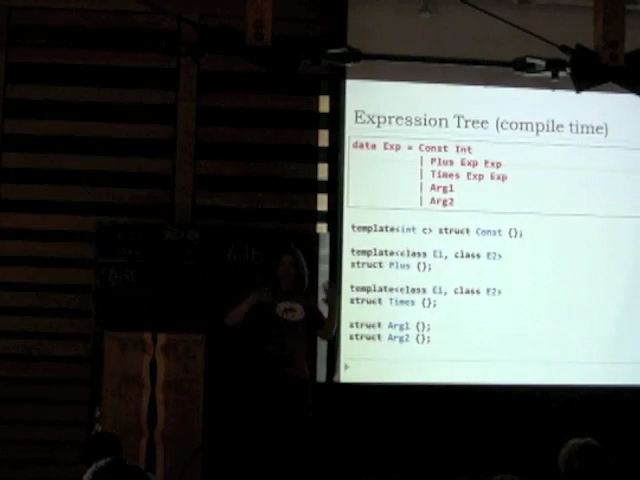 Expression Tree (compile time)
data Exp = Const Int
| Plus Exp Exp
| Times Exp Exp
| Arg1
| Arg2
template<int c> struct Const {};
template<class E1, class E2>
struct Plus {};
template<class E1, class E2>
struct Times {};
struct Arg1 {};
struct Arg2 {};